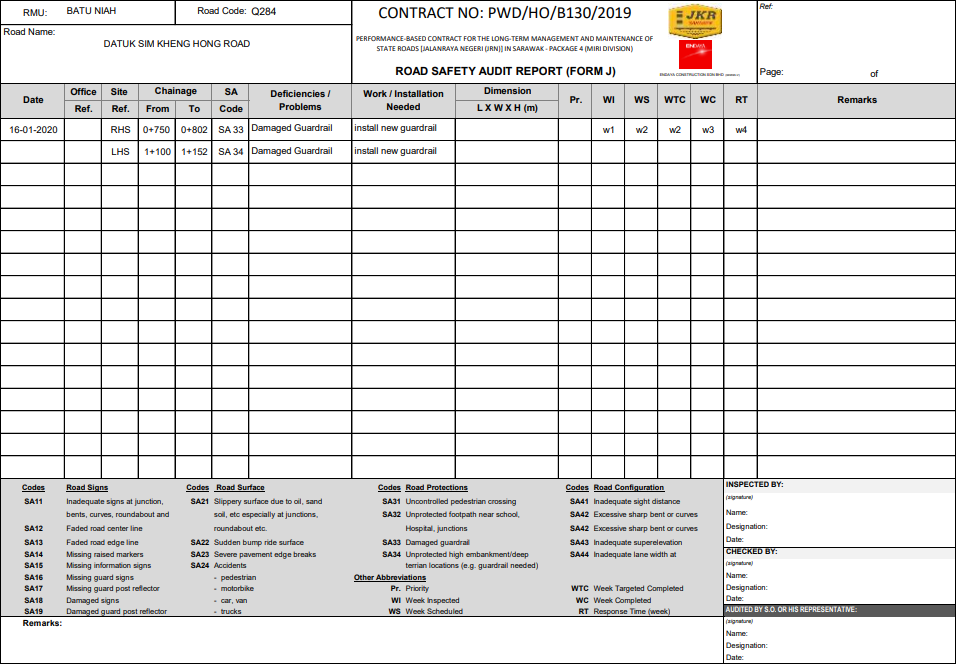 RMU: BATU NIAH Road Code: Q284
Road Name:
DATUK SIM KHENG HONG ROAD
CONTRACT NO: PWD/HO/B130/2019
PERFORMANCE-BASED CONTRACT FOR THE LONG-TERM MANAGEMENT AND MAINTENANCE OF
STATE ROADS [JALANRAYA NEGERI (JRN)] IN SARAWAK - PACKAGE 4 (MIRI DIVISION)
ROAD SAFETY AUDIT REPORT (FORM J)
JKR
SARAWAK
ENDAYA
ENDAYA CONSTRUCTION SDN BHD
Ref:
Page: of
Date Office Ref. Site Ref. Chainage From To SA Code Deficiencies / Problems Work / Installation Needed Dimension L X W X H (m) Pr. WI WS WTC WC RT Remarks
16-01-2020 RHS 0+750 0+802 SA 33 Damaged Guardrail install new guardrail w1 w2 w2 w3 w4
LHS 1+100 1+152 SA 34 Damaged Guardrail install new guardrail
Codes Road Signs
SA11 Inadequate signs at junction,
bents, curves, roundabout and
SA12 Faded road center line
SA13 Faded road edge line
SA14 Missing raised markers
SA15 Missing information signs
SA16 Missing guard signs
SA17 Missing guard post reflector
SA18 Damaged signs
SA19 Damaged guard post reflector
Codes Road Surface
SA21 Slippery surface due to oil, sand
soil, etc especially at junctions,
roundabout etc.
SA22 Sudden bump ride surface
SA23 Severe pavement edge breaks
SA24 Accidents
- pedestrian
- motorbike
- car, van
- trucks
Codes Road Protections
SA31 Uncontrolled pedestrian crossing
SA32 Unprotected footpath near school,
Hospital, junctions
SA33 Damaged guardrail
SA34 Unprotected high embankment/deep
terrian locations (e.g. guardrail needed)
Other Abbreviations
Pr. Priority
WI Week Inspected
WS Week Scheduled
Codes Road Configuration
SA41 Inadequate sight distance
SA42 Excessive sharp bent or curves
SA42 Excessive sharp bent or curves
SA43 Inadequate superelevation
SA44 Inadequate lane width at
WTC Week Targeted Completed
WC Week Completed
RT Response Time (week)
INSPECTED BY:
(signature)
Name:
Designation:
Date:
CHECKED BY:
(signature)
Name:
Designation:
Date:
AUDITED BY S.O. OR HIS REPRESENTATIVE:
(signature)
Name:
Designation:
Date:
Remarks: